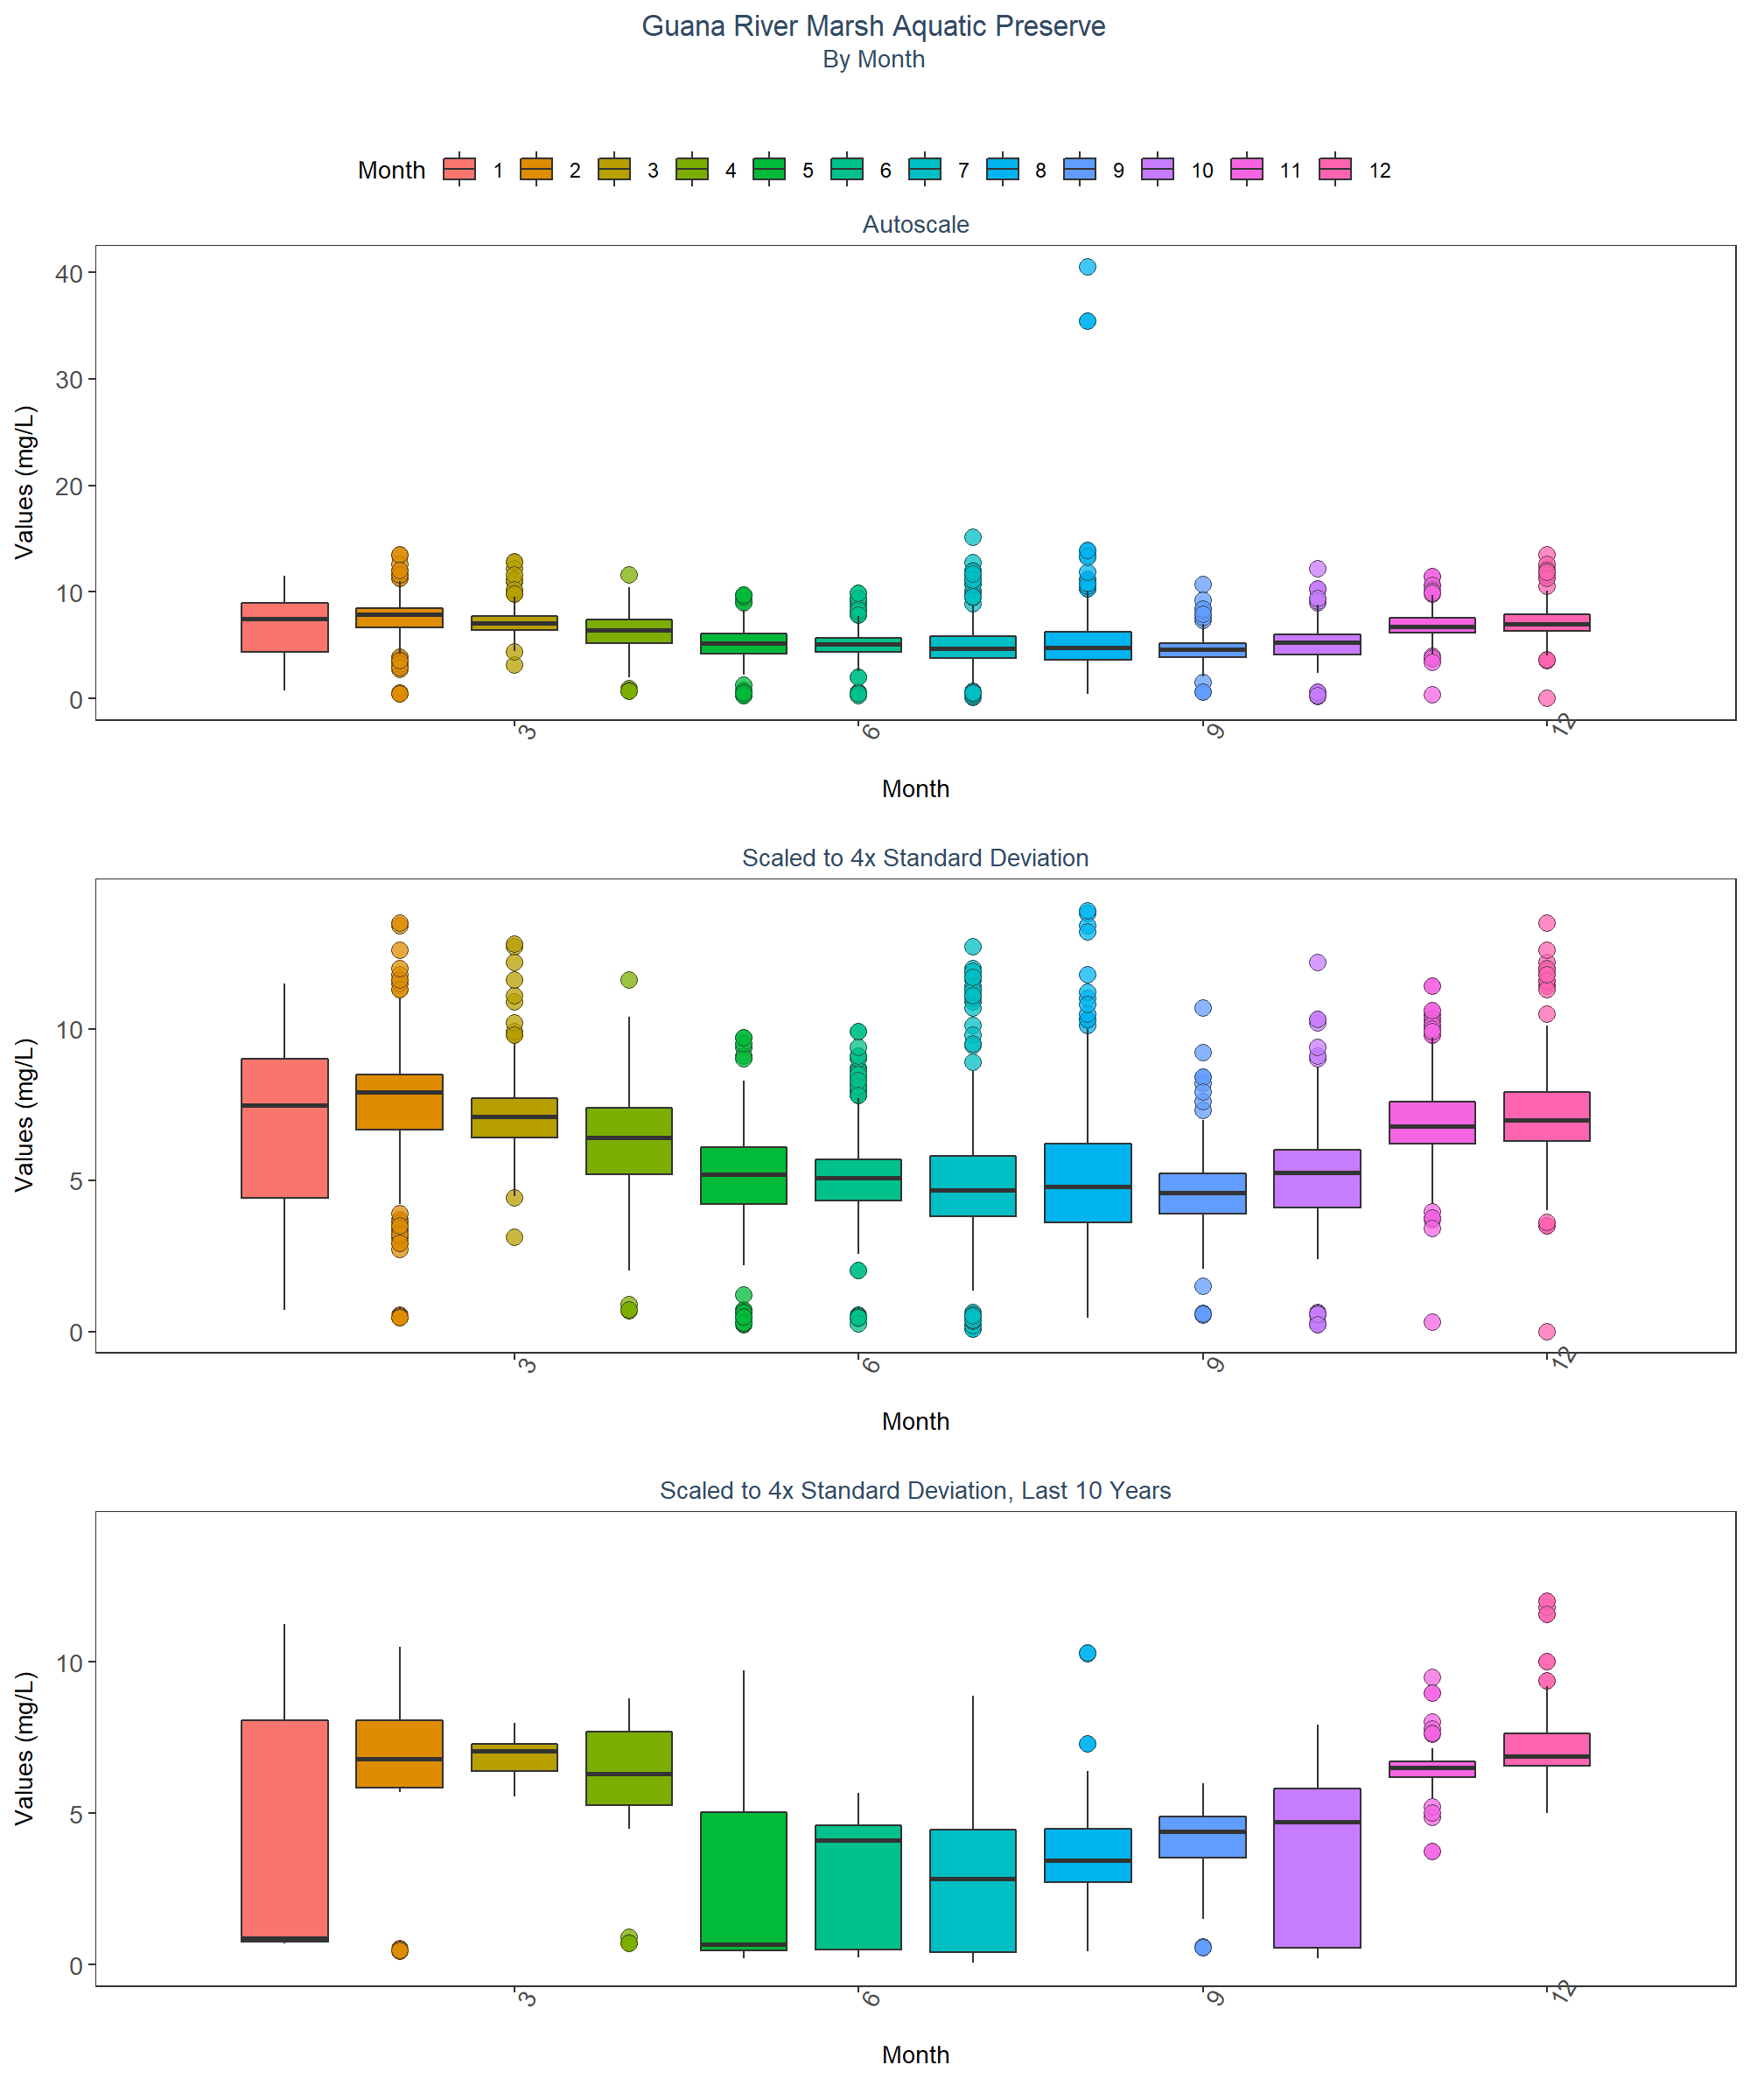 Guana River Marsh Aquatic Preserve
By Month
Month 1 2 3 4 5 6 7 8 9 10 11 12
Autoscale
40
30
20
10
0
Values (mg/L)
3 6 9 12
Month
Scaled to 4x Standard Deviation
10
5
0
Values (mg/L)
3 6 9 12
Month
Scaled to 4x Standard Deviation, Last 10 Years
10
5
0
Values (mg/L)
3 6 9 12
Month